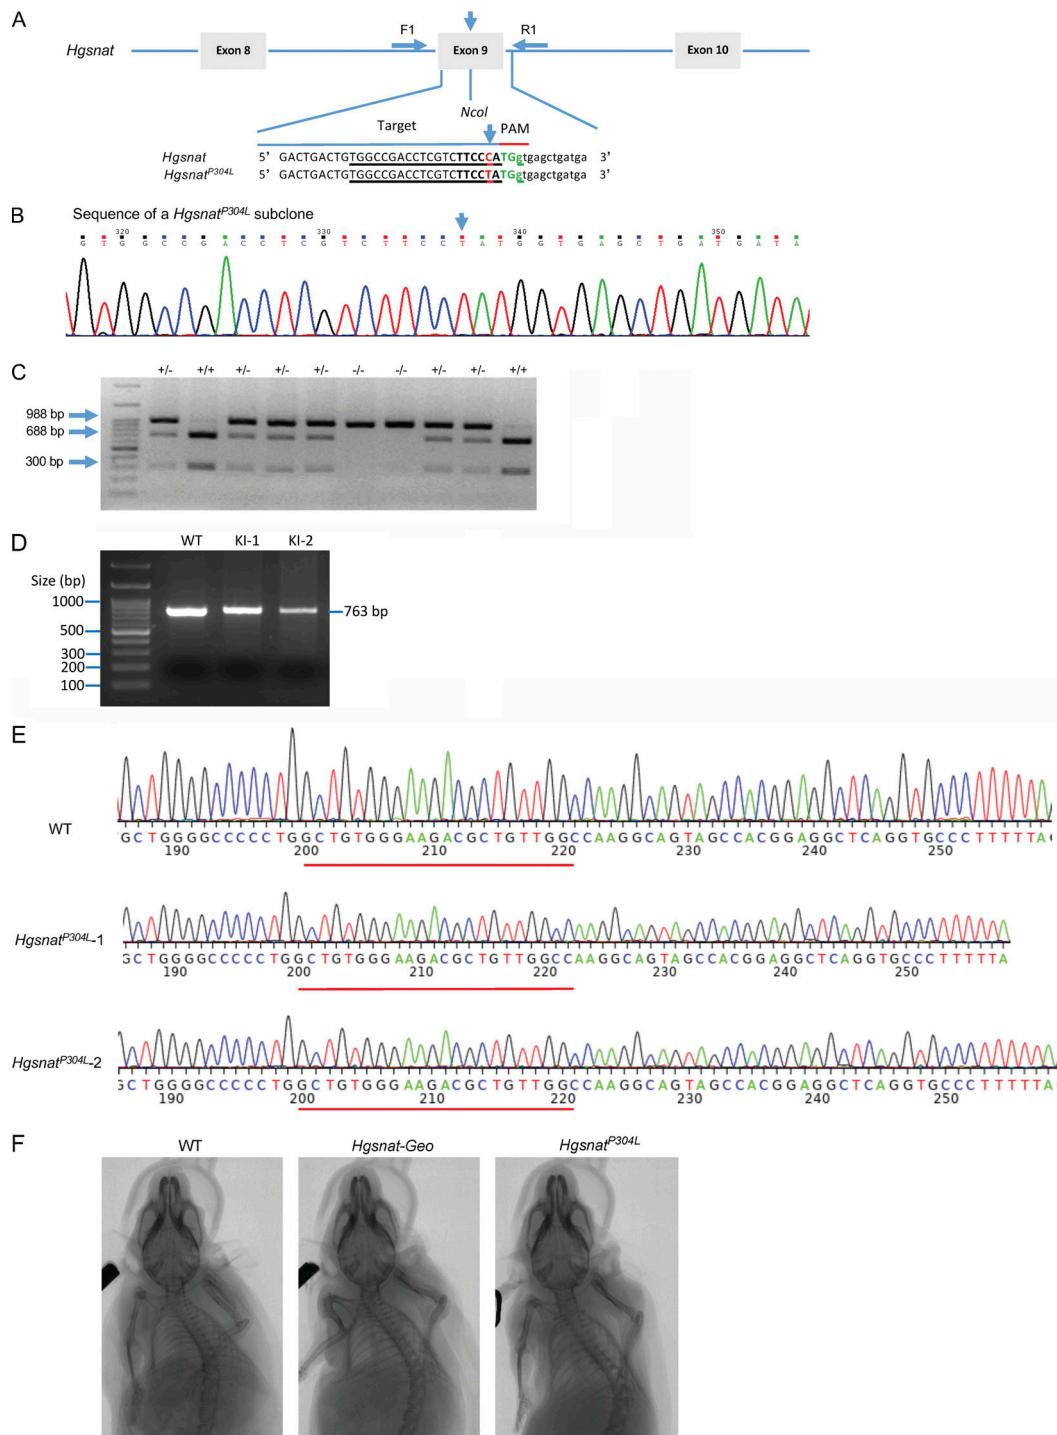 A
Hgsnat
Exon 8
F1
Exon 9
R1
Exon 10
NcoI
Target
PAM
Hgsnat 5' GACTGACTGTGGCCGACCTCGTCTTCCCATGgtgagctgatga 3'
HgsnatP304L 5' GACTGACTGTGGCCGACCTCGTCTTCCTATGgtgagctgatga 3'
B
Sequence of a HgsnatP304L subclone
320 330 340 350
G T G G C C G A C C T C G T C T T C C T A T G G T G A G C T G A T G A T A
C
+/- +/+ +/- +/- +/- -/- -/- +/- +/- +/+
988 bp
688 bp
300 bp
D
WT KI-1 KI-2
Size (bp)
1000
500
300
200
100
763 bp
E
WT
GCTGGGGCCCCCTGGCTGTGGGAAGACGCTGTTGGCCAAGGCAGTAGCCACGGAGGCTCAGGTGCCCTTTTTAG
190 200 210 220 230 240 250
HgsnatP304L-1
GCTGGGGCCCCCTGGCTGTGGGAAGACGCTGTTGGCCAAGGCAGTAGCCACGGAGGCTCAGGTGCCCTTTTTA
190 200 210 220 230 240 250
HgsnatP304L-2
GCTGGGGCCCCCTGGCTGTGGGAAGACGCTGTTGGCCAAGGCAGTAGCCACGGAGGCTCAGGTGCCCTTTTTA
190 200 210 220 230 240 250
F
WT
Hgsnat-Geo
HgsnatP304L